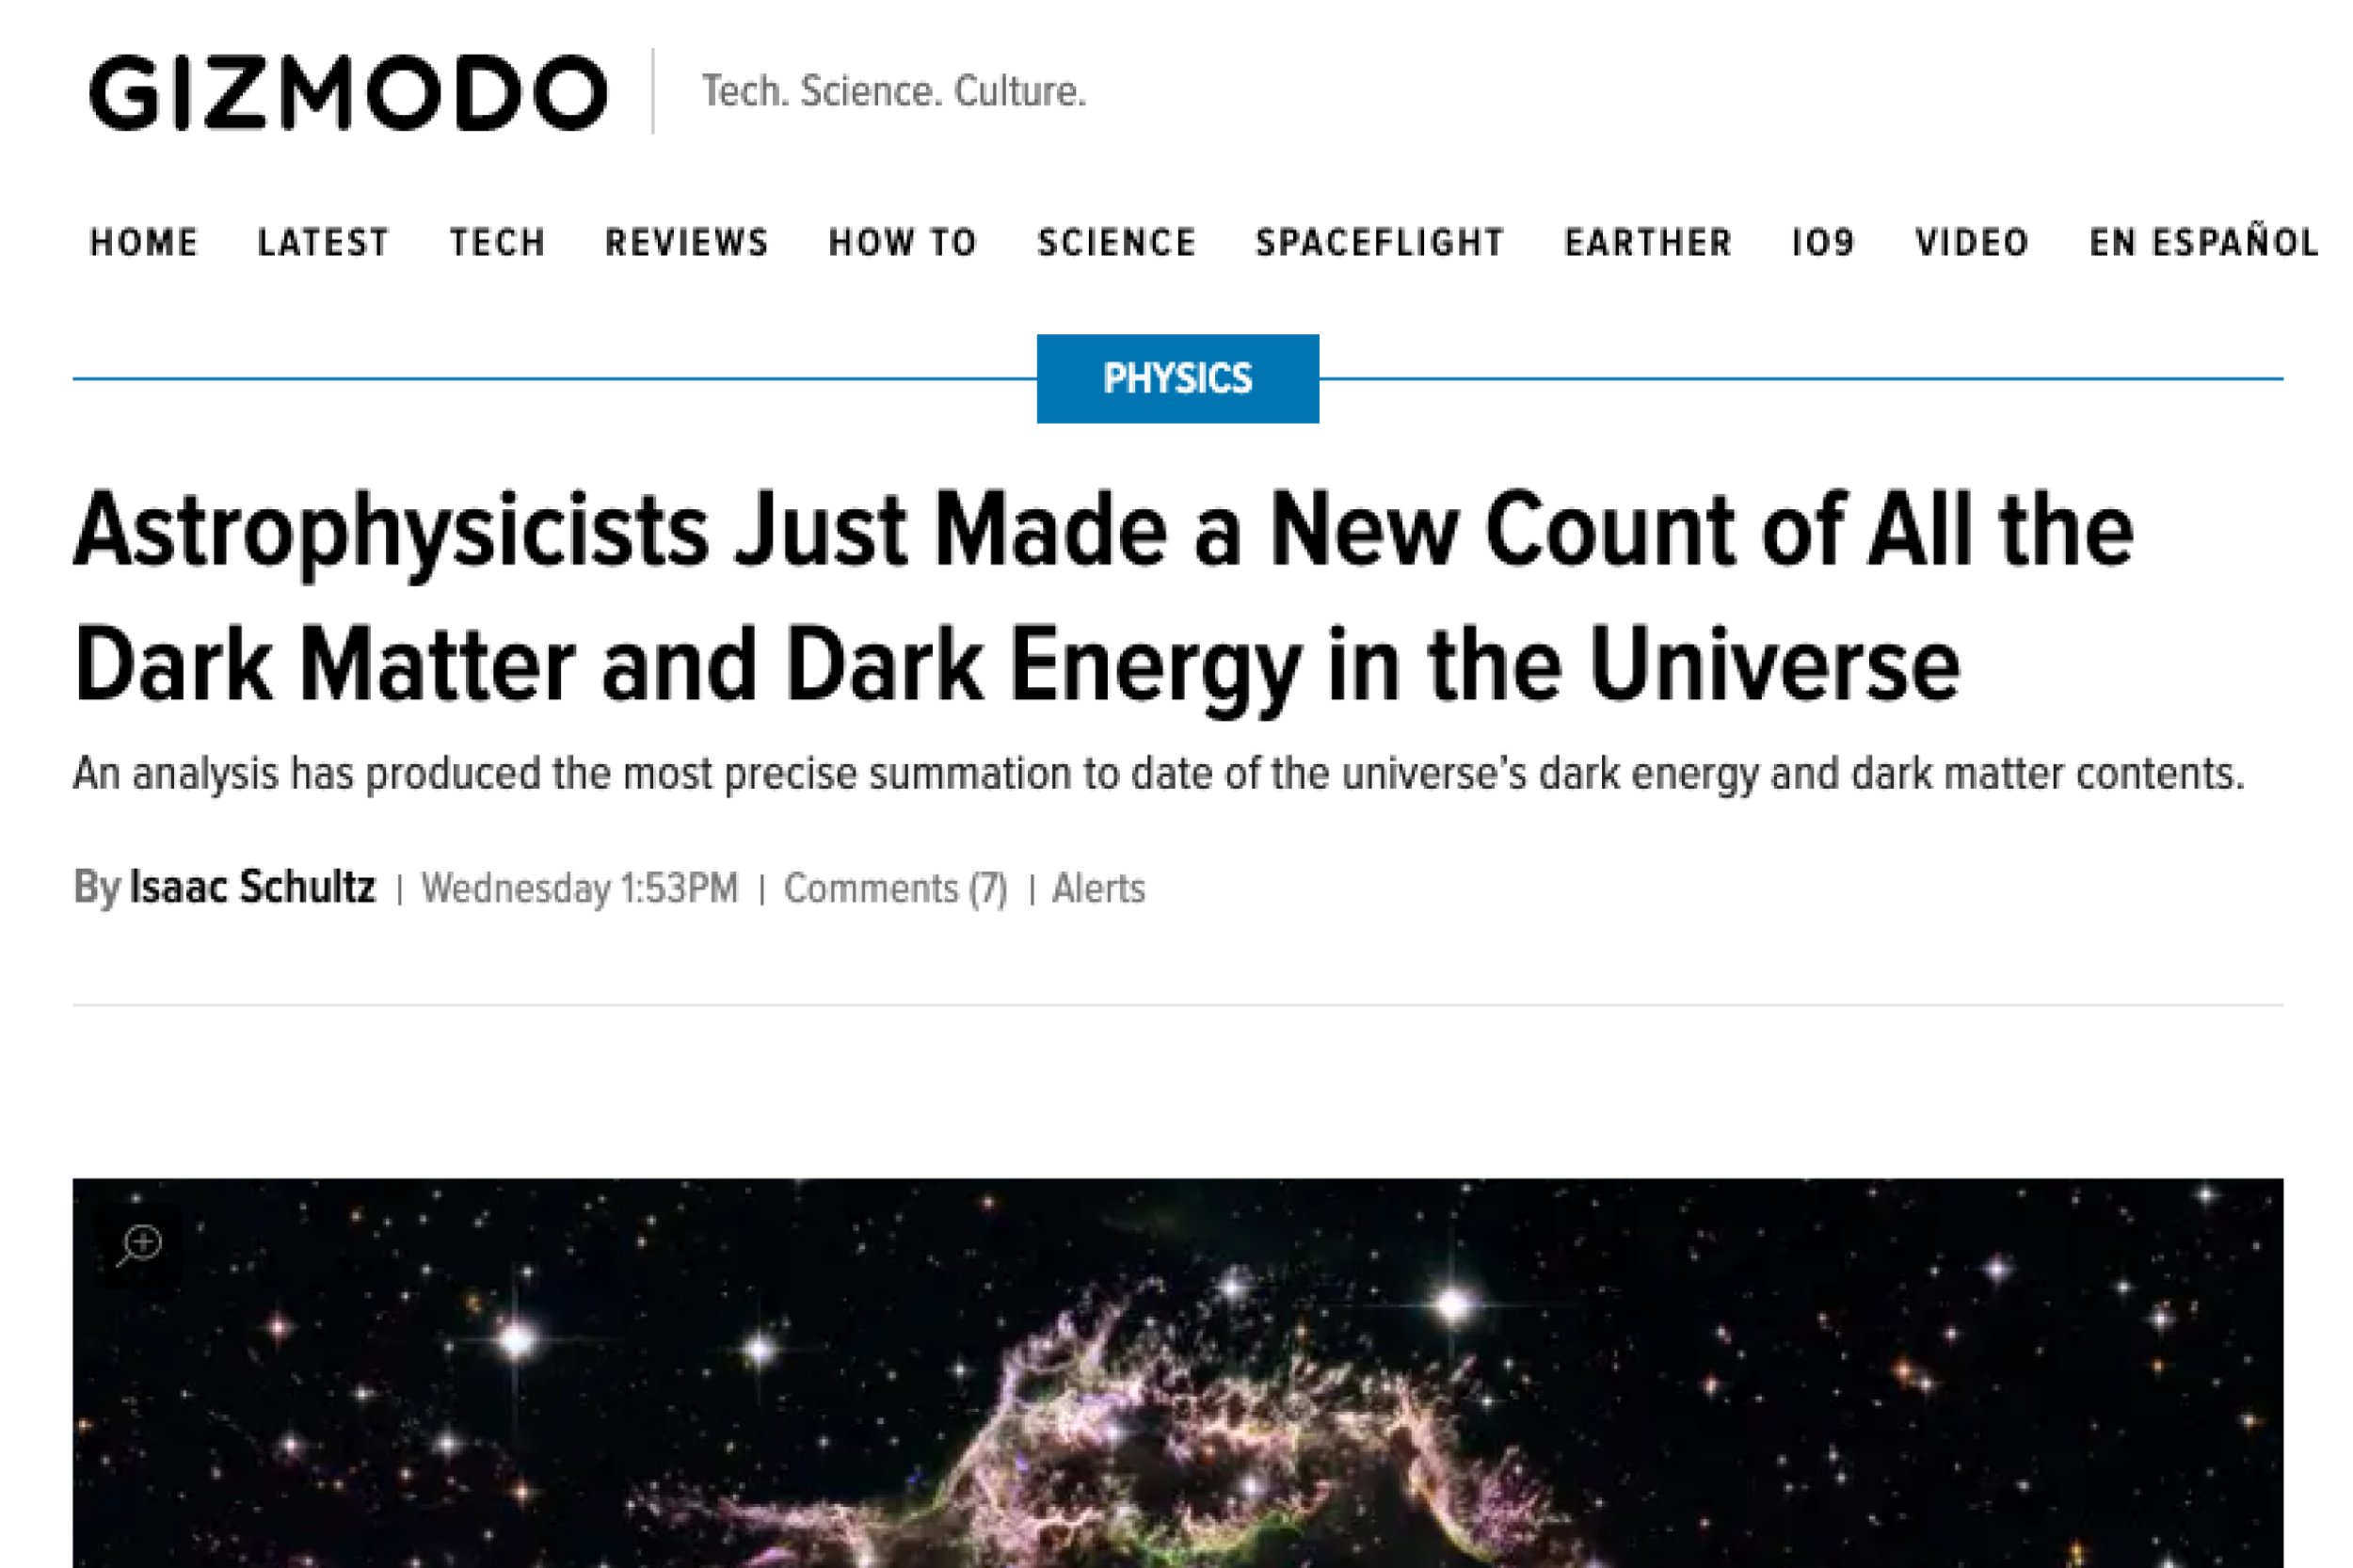 GIZMODO | Tech. Science. Culture.
HOME LATEST TECH REVIEWS HOW TO SCIENCE SPACEFLIGHT EARTHER IO9 VIDEO EN ESPAÑOL
PHYSICS
Astrophysicists Just Made a New Count of All the
Dark Matter and Dark Energy in the Universe
An analysis has produced the most precise summation to date of the universe’s dark energy and dark matter contents.
By Isaac Schultz | Wednesday 1:53PM | Comments (7) | Alerts